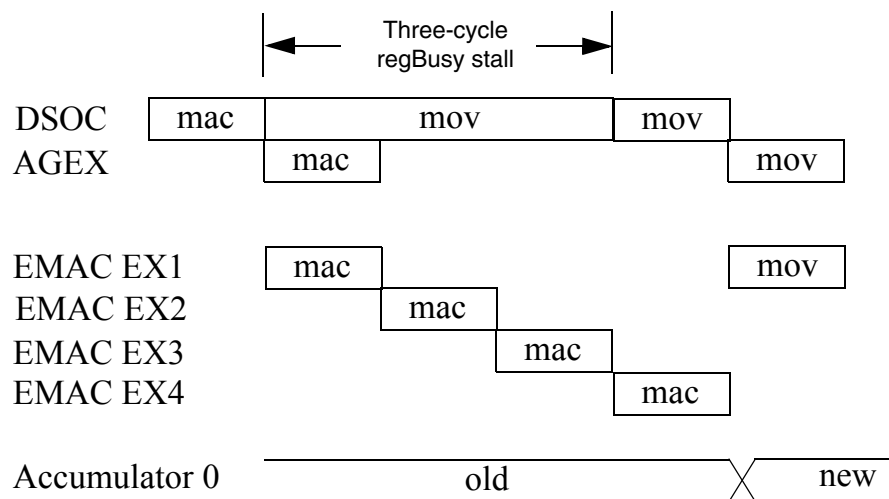 Three-cycle
regBusy stall
DSOC mac mov mov
AGEX mac mov
EMAC EX1 mac mov
EMAC EX2 mac
EMAC EX3 mac
EMAC EX4 mac
Accumulator 0 old new